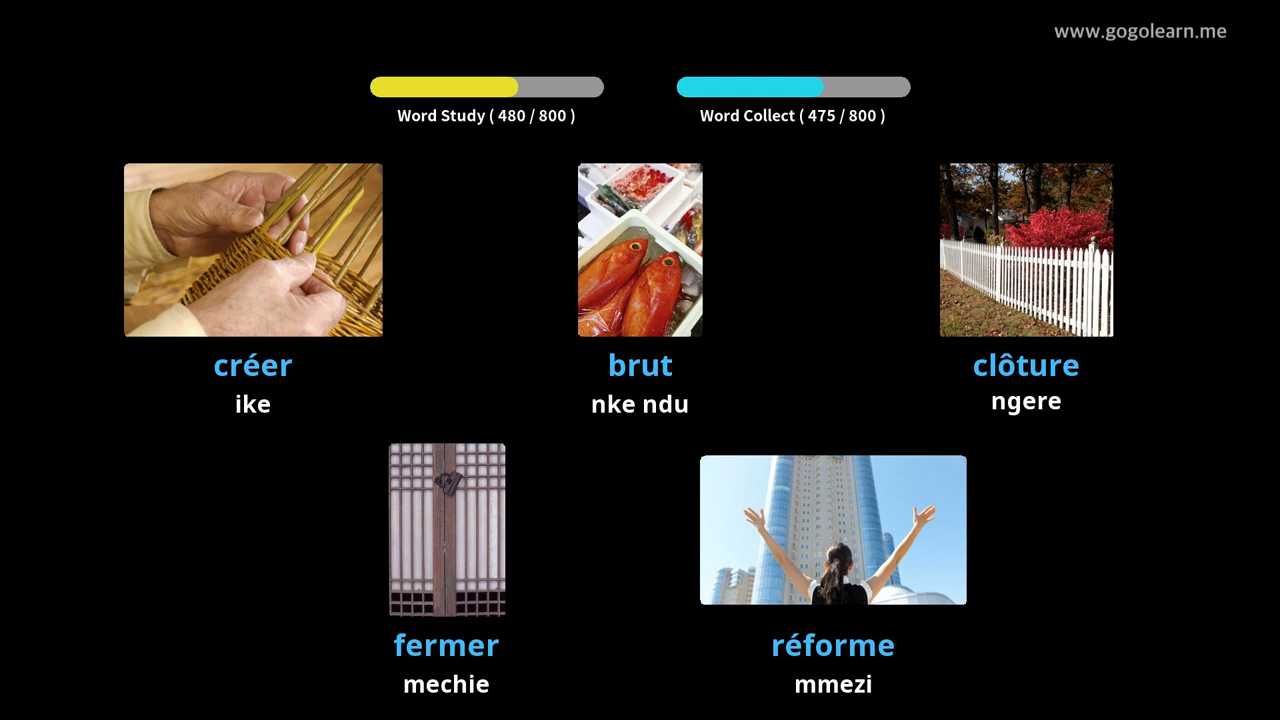 www.gogolearn.me
Word Study ( 480 / 800 )
Word Collect ( 475 / 800 )
créer
ike
brut
nke ndu
clôture
ngere
fermer
mechie
réforme
mmezi